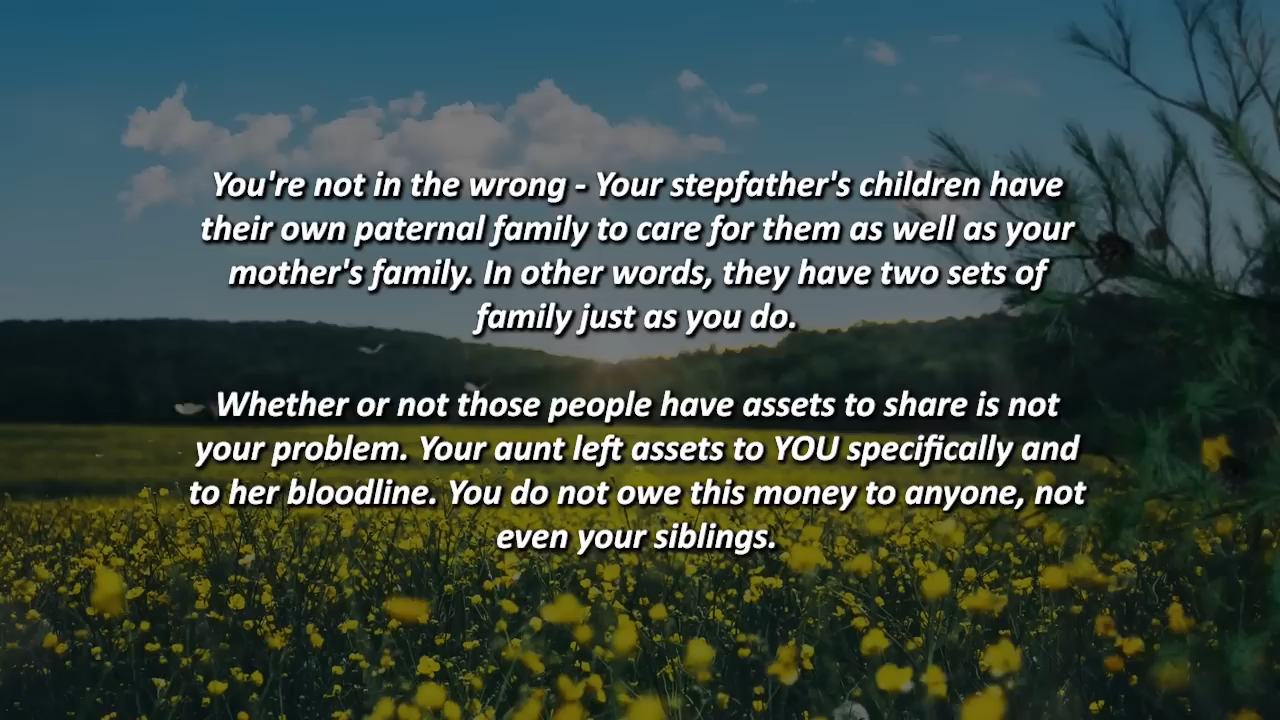 You're not in the wrong - Your stepfather's children have
their own paternal family to care for them as well as your
mother's family. In other words, they have two sets of
family just as you do.
Whether or not those people have assets to share is not
your problem. Your aunt left assets to YOU specifically and
to her bloodline. You do not owe this money to anyone, not
even your siblings.